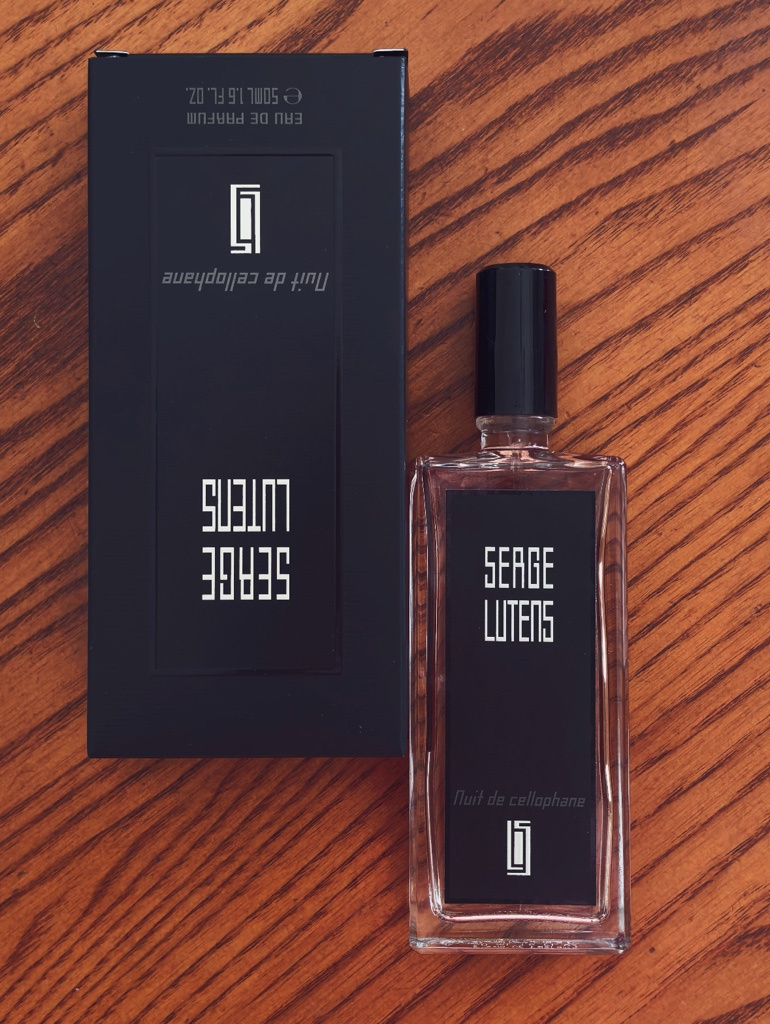 SERGE
LUTENS
Nuit de cellophane
EAU DE PARFUM
℮ 50ML 1.6 FL. OZ.
SERGE
LUTENS
Nuit de cellophane